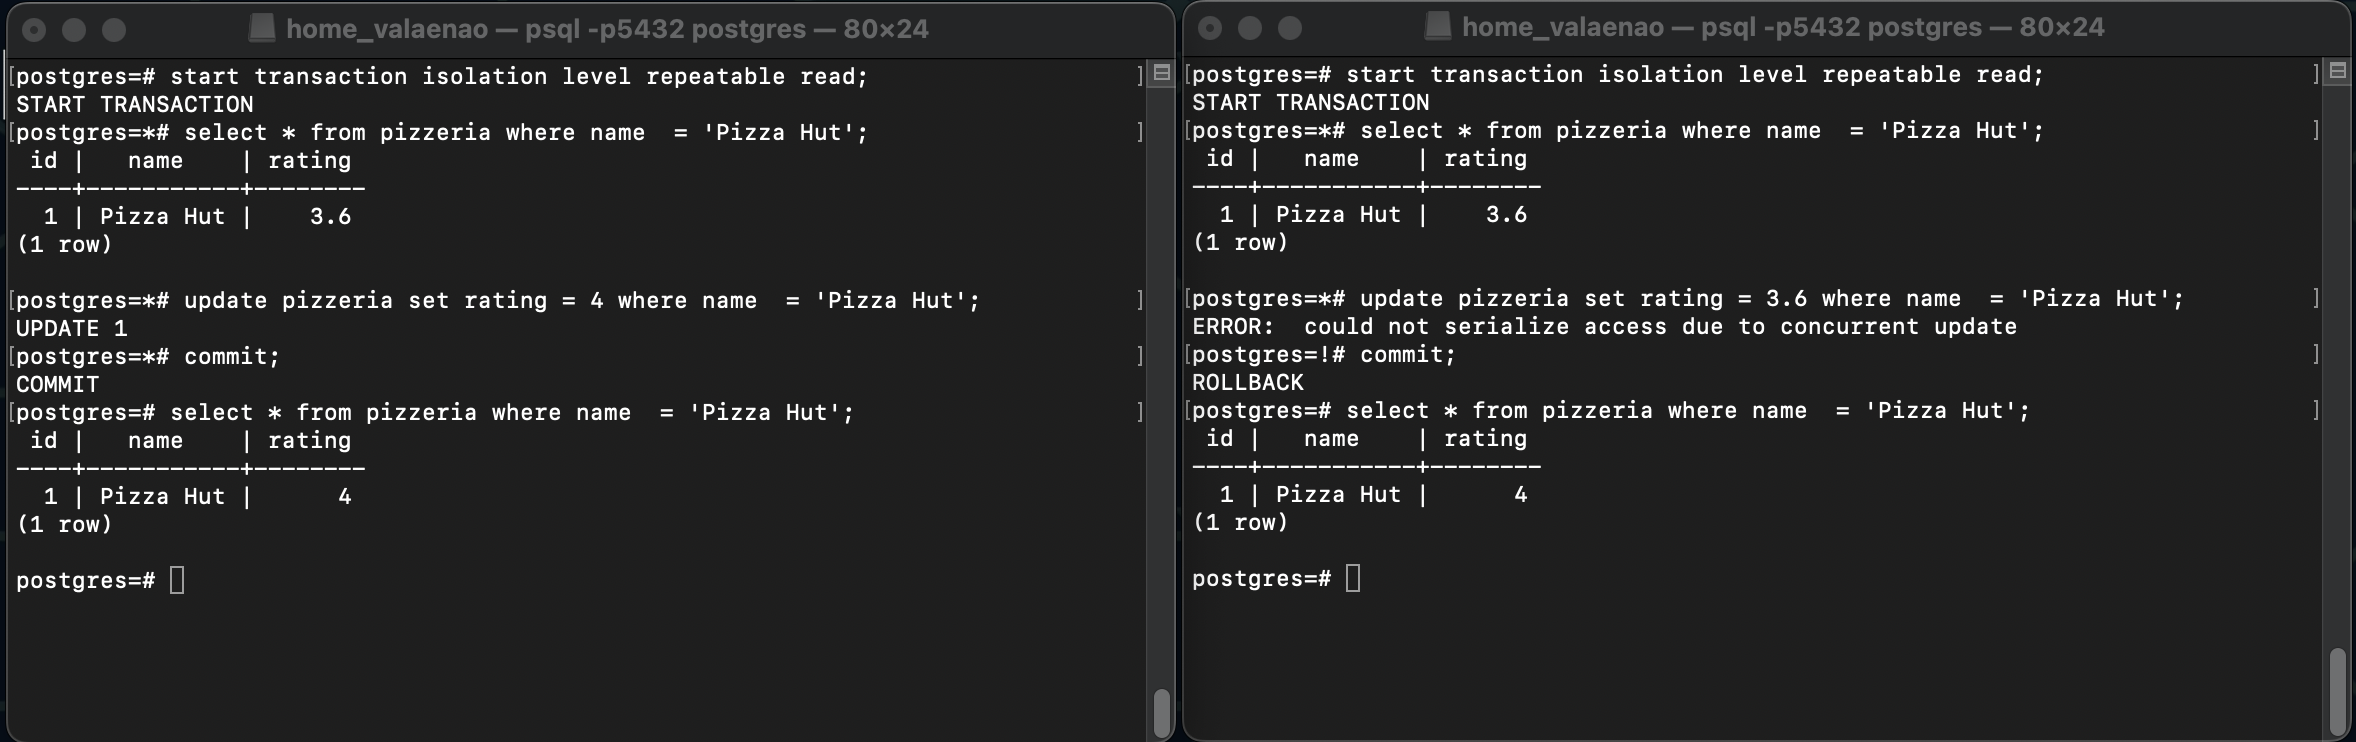 home_valaenao — psql -p5432 postgres — 80×24
[postgres=# start transaction isolation level repeatable read; ]
START TRANSACTION
[postgres=*# select * from pizzeria where name  = 'Pizza Hut'; ]
 id |   name    | rating
----+-----------+--------
  1 | Pizza Hut |    3.6
(1 row)
[postgres=*# update pizzeria set rating = 4 where name  = 'Pizza Hut'; ]
UPDATE 1
[postgres=*# commit; ]
COMMIT
[postgres=# select * from pizzeria where name  = 'Pizza Hut'; ]
 id |   name    | rating
----+-----------+--------
  1 | Pizza Hut |      4
(1 row)
postgres=#
home_valaenao — psql -p5432 postgres — 80×24
[postgres=# start transaction isolation level repeatable read; ]
START TRANSACTION
[postgres=*# select * from pizzeria where name  = 'Pizza Hut'; ]
 id |   name    | rating
----+-----------+--------
  1 | Pizza Hut |    3.6
(1 row)
[postgres=*# update pizzeria set rating = 3.6 where name  = 'Pizza Hut'; ]
ERROR:  could not serialize access due to concurrent update
[postgres=!# commit; ]
ROLLBACK
[postgres=# select * from pizzeria where name  = 'Pizza Hut'; ]
 id |   name    | rating
----+-----------+--------
  1 | Pizza Hut |      4
(1 row)
postgres=#